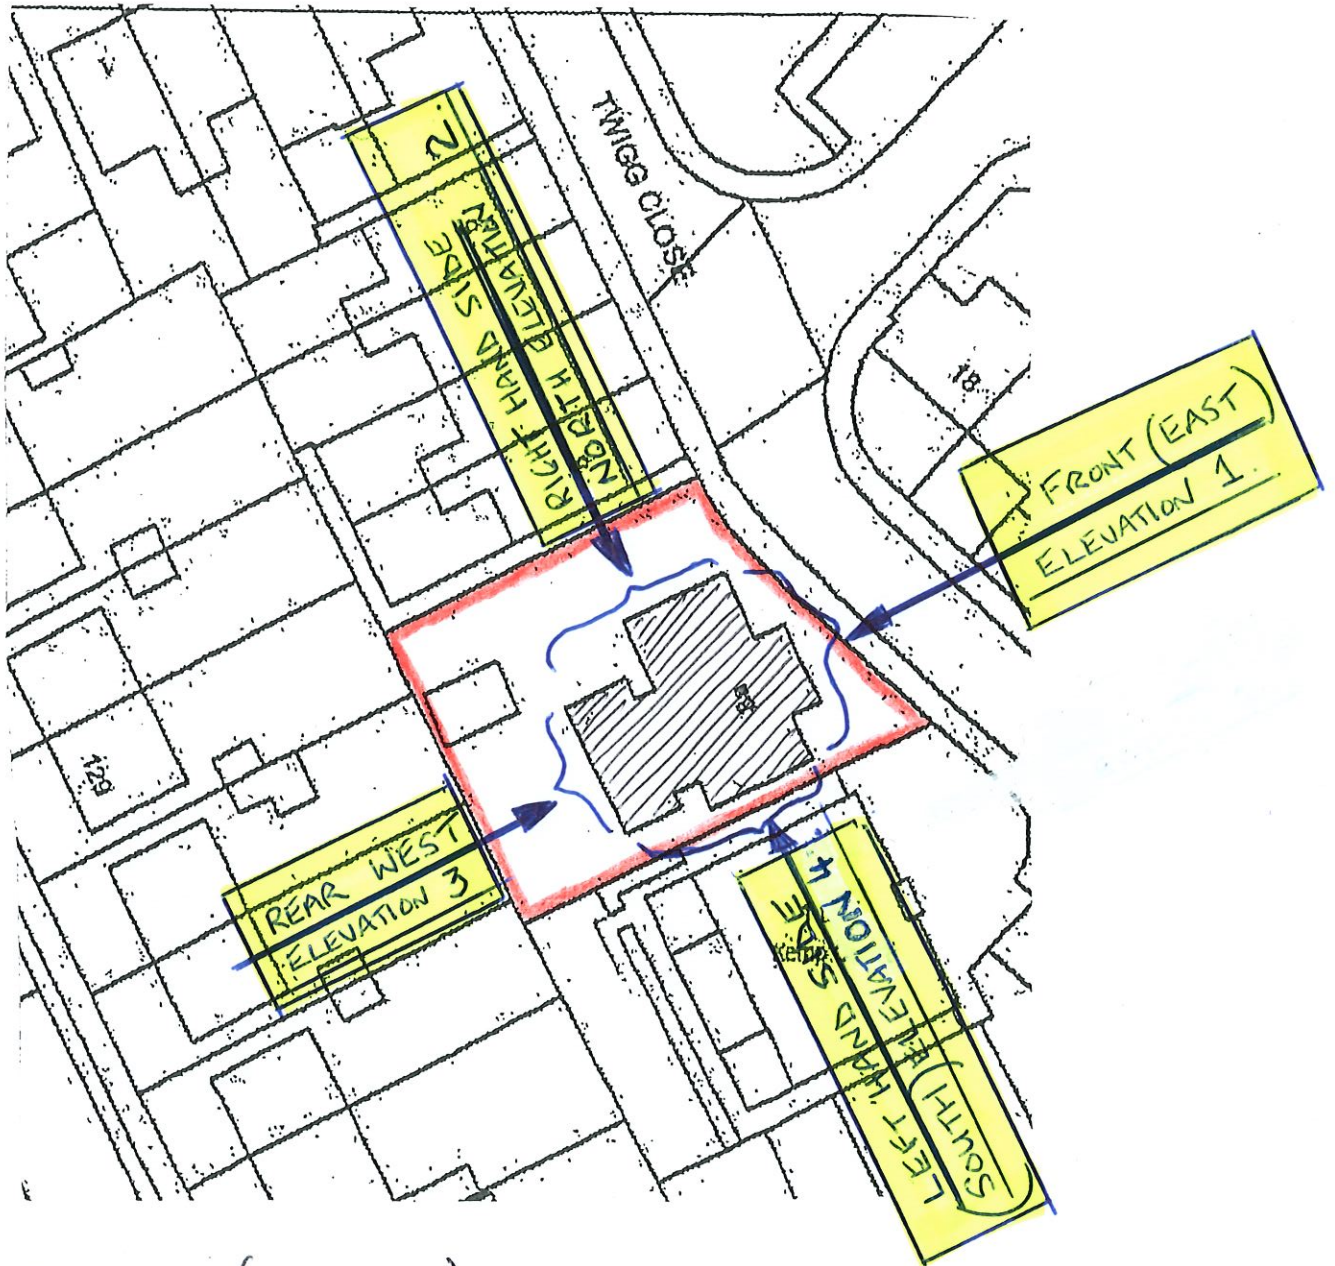 TWIGG CLOSE
2
RIGHT HAND SIDE
NORTH ELEVATION
18
FRONT (EAST)
ELEVATION 1.
129
REAR WEST
ELEVATION 3
LEFT HAND SIDE
(SOUTH) ELEVATION 4